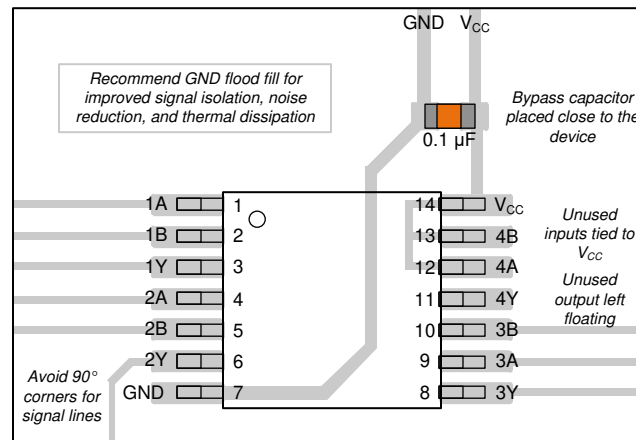 GND V_CC
Recommend GND flood fill for
improved signal isolation, noise
reduction, and thermal dissipation
Bypass capacitor
placed close to the
device
0.1 µF
1A 1 14 V_CC
1B 2 13 4B
1Y 3 12 4A
2A 4 11 4Y
2B 5 10 3B
2Y 6 9 3A
GND 7 8 3Y
Unused
inputs tied to
V_CC
Unused
output left
floating
Avoid 90°
corners for
signal lines